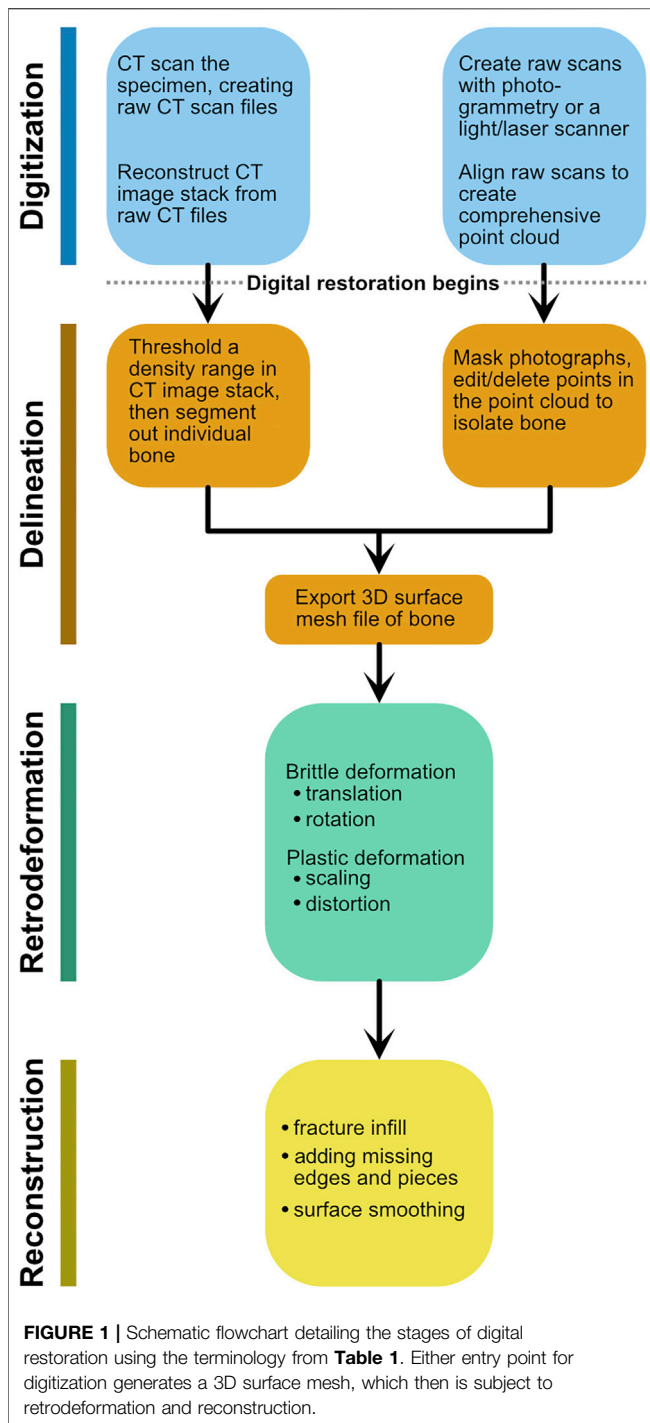 Digitization
CT scan the
specimen, creating
raw CT scan files
Reconstruct CT
image stack from
raw CT files
Create raw scans
with photo-
grammetry or a
light/laser scanner
Align raw scans to
create
comprehensive
point cloud
Digital restoration begins
Delineation
Threshold a
density range in
CT image stack,
then segment
out individual
bone
Mask photographs,
edit/delete points in
the point cloud to
isolate bone
Export 3D surface
mesh file of bone
Retrodeformation
Brittle deformation
• translation
• rotation
Plastic deformation
• scaling
• distortion
Reconstruction
• fracture infill
• adding missing
edges and pieces
• surface smoothing
FIGURE 1 | Schematic flowchart detailing the stages of digital
restoration using the terminology from Table 1. Either entry point for
digitization generates a 3D surface mesh, which then is subject to
retrodeformation and reconstruction.